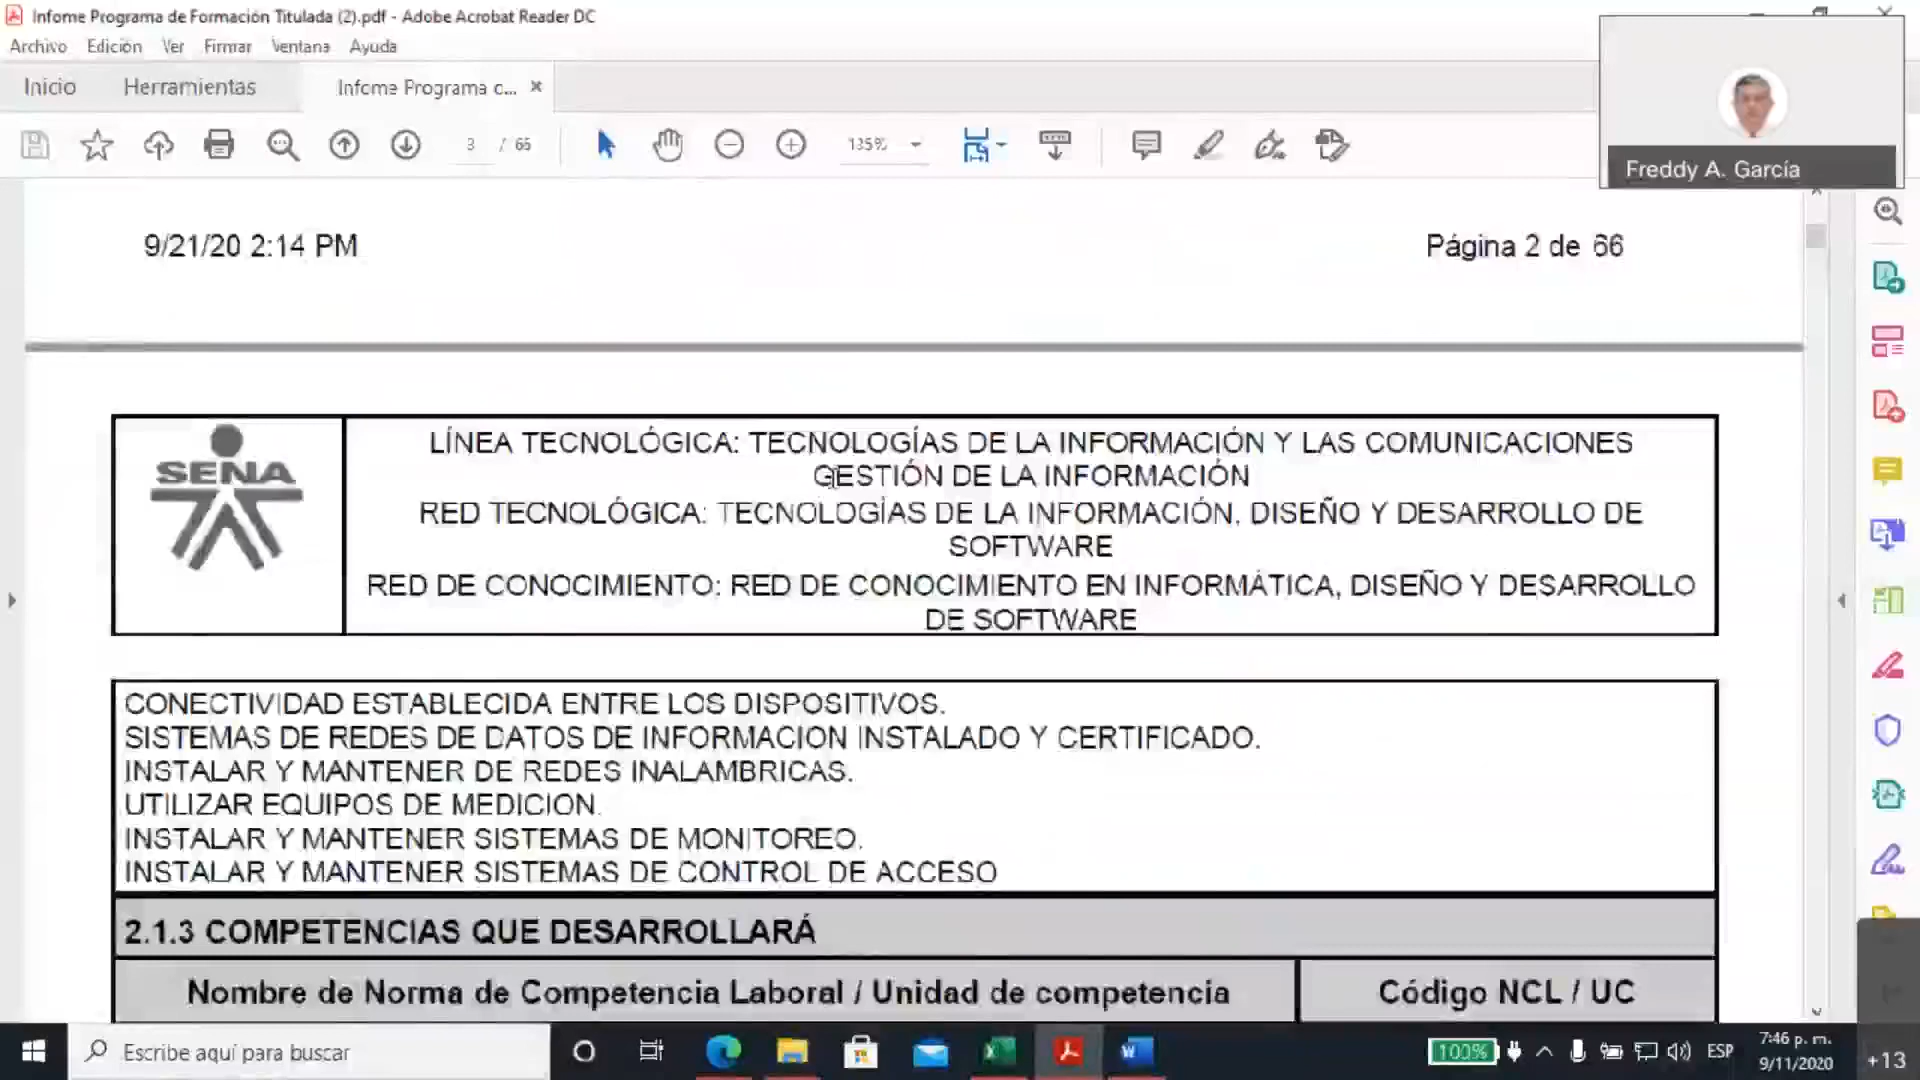 Infome Programa de Formación Titulada (2).pdf - Adobe Acrobat Reader DC
Archivo Edición Ver Firmar Ventana Ayuda
Inicio Herramientas Infome Programa c...
3 / 66 135%
Freddy A. García
9/21/20 2:14 PM Página 2 de 66
SENA
LÍNEA TECNOLÓGICA: TECNOLOGÍAS DE LA INFORMACIÓN Y LAS COMUNICACIONES
GESTIÓN DE LA INFORMACIÓN
RED TECNOLÓGICA: TECNOLOGÍAS DE LA INFORMACIÓN, DISEÑO Y DESARROLLO DE
SOFTWARE
RED DE CONOCIMIENTO: RED DE CONOCIMIENTO EN INFORMÁTICA, DISEÑO Y DESARROLLO
DE SOFTWARE
CONECTIVIDAD ESTABLECIDA ENTRE LOS DISPOSITIVOS.
SISTEMAS DE REDES DE DATOS DE INFORMACION INSTALADO Y CERTIFICADO.
INSTALAR Y MANTENER DE REDES INALAMBRICAS.
UTILIZAR EQUIPOS DE MEDICION.
INSTALAR Y MANTENER SISTEMAS DE MONITOREO.
INSTALAR Y MANTENER SISTEMAS DE CONTROL DE ACCESO
2.1.3 COMPETENCIAS QUE DESARROLLARÁ
Nombre de Norma de Competencia Laboral / Unidad de competencia Código NCL / UC
Escribe aquí para buscar 100% ESP 7:46 p. m.
9/11/2020 +13